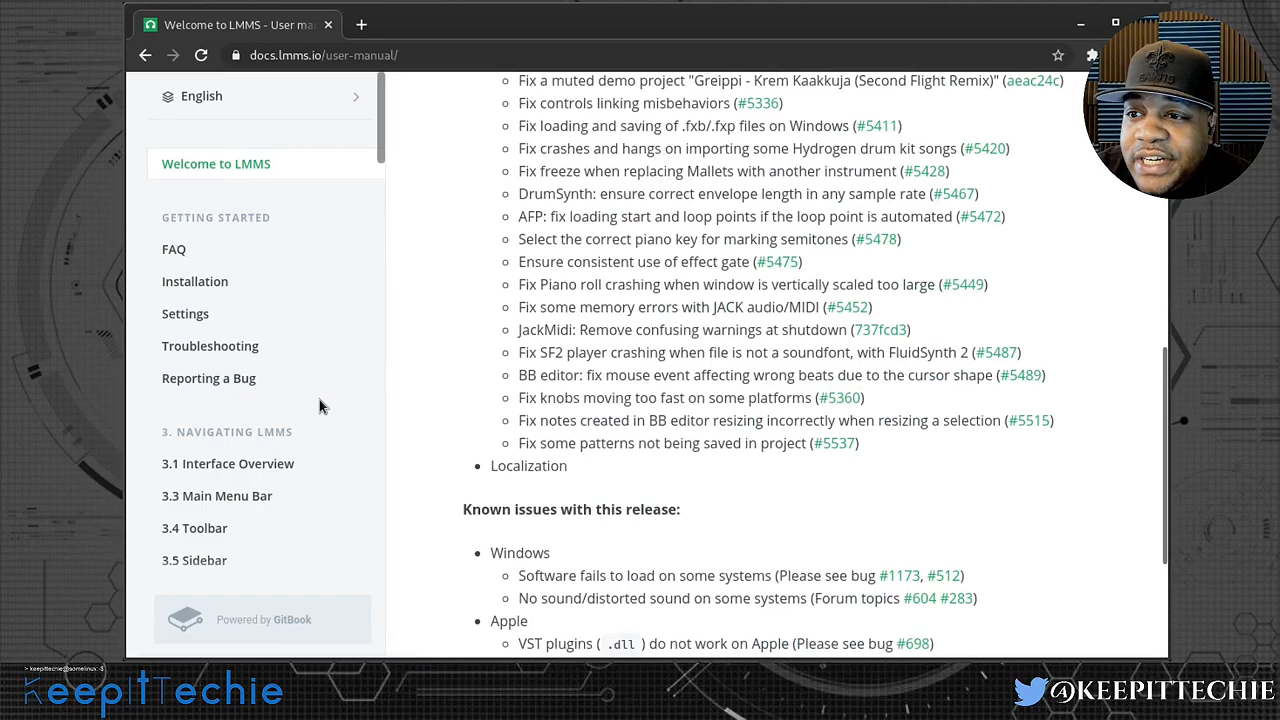 Welcome to LMMS - User ma
docs.lmms.io/user-manual/
SAINTS
English
Welcome to LMMS
GETTING STARTED
FAQ
Installation
Settings
Troubleshooting
Reporting a Bug
3. NAVIGATING LMMS
3.1 Interface Overview
3.3 Main Menu Bar
3.4 Toolbar
3.5 Sidebar
Powered by GitBook
Fix a muted demo project "Greippi - Krem Kaakkuja (Second Flight Remix)" (aeac24c)
Fix controls linking misbehaviors (#5336)
Fix loading and saving of .fxb/.fxp files on Windows (#5411)
Fix crashes and hangs on importing some Hydrogen drum kit songs (#5420)
Fix freeze when replacing Mallets with another instrument (#5428)
DrumSynth: ensure correct envelope length in any sample rate (#5467)
AFP: fix loading start and loop points if the loop point is automated (#5472)
Select the correct piano key for marking semitones (#5478)
Ensure consistent use of effect gate (#5475)
Fix Piano roll crashing when window is vertically scaled too large (#5449)
Fix some memory errors with JACK audio/MIDI (#5452)
JackMidi: Remove confusing warnings at shutdown (737fcd3)
Fix SF2 player crashing when file is not a soundfont, with FluidSynth 2 (#5487)
BB editor: fix mouse event affecting wrong beats due to the cursor shape (#5489)
Fix knobs moving too fast on some platforms (#5360)
Fix notes created in BB editor resizing incorrectly when resizing a selection (#5515)
Fix some patterns not being saved in project (#5537)
Localization
Known issues with this release:
Windows
Software fails to load on some systems (Please see bug #1173, #512)
No sound/distorted sound on some systems (Forum topics #604 #283)
Apple
VST plugins ( .dll ) do not work on Apple (Please see bug #698)
> keepittechie@somelinux:~$
KeepItTechie
@KEEPITTECHIE